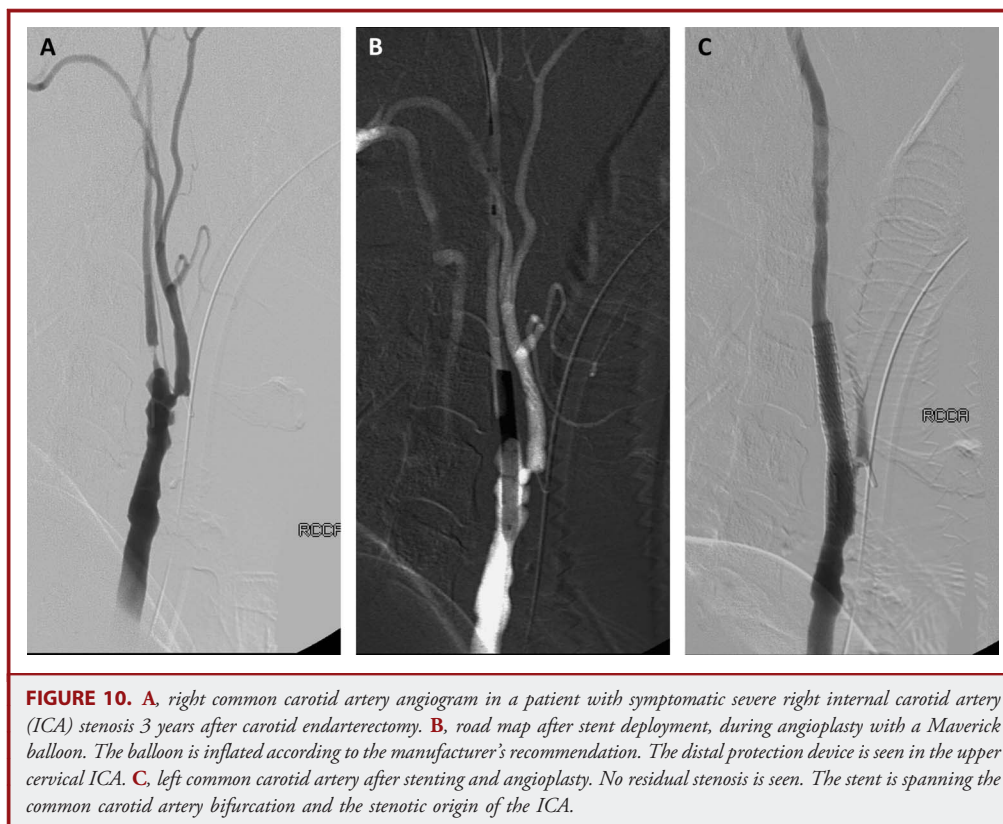 A
B
C
RCCA
RCCA
FIGURE 10. A, right common carotid artery angiogram in a patient with symptomatic severe right internal carotid artery
(ICA) stenosis 3 years after carotid endarterectomy. B, road map after stent deployment, during angioplasty with a Maverick
balloon. The balloon is inflated according to the manufacturer's recommendation. The distal protection device is seen in the upper
cervical ICA. C, left common carotid artery after stenting and angioplasty. No residual stenosis is seen. The stent is spanning the
common carotid artery bifurcation and the stenotic origin of the ICA.